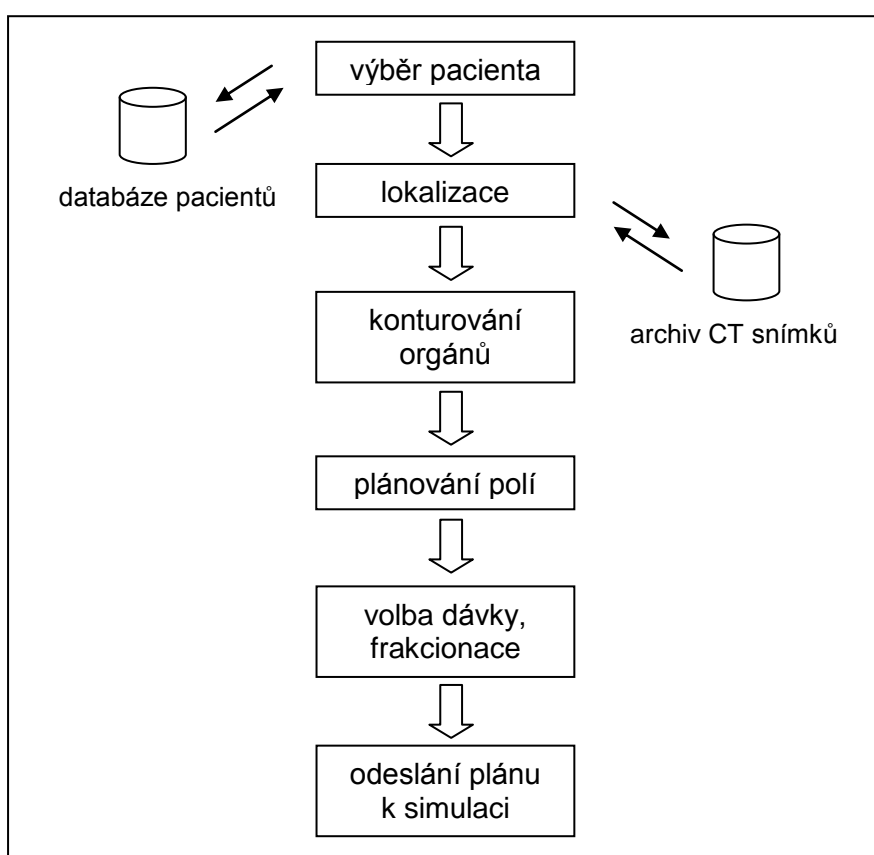 výběr pacienta
databáze pacientů
lokalizace
konturování
orgánů
archiv CT snímků
plánování polí
volba dávky,
frakcionace
odeslání plánu
k simulaci